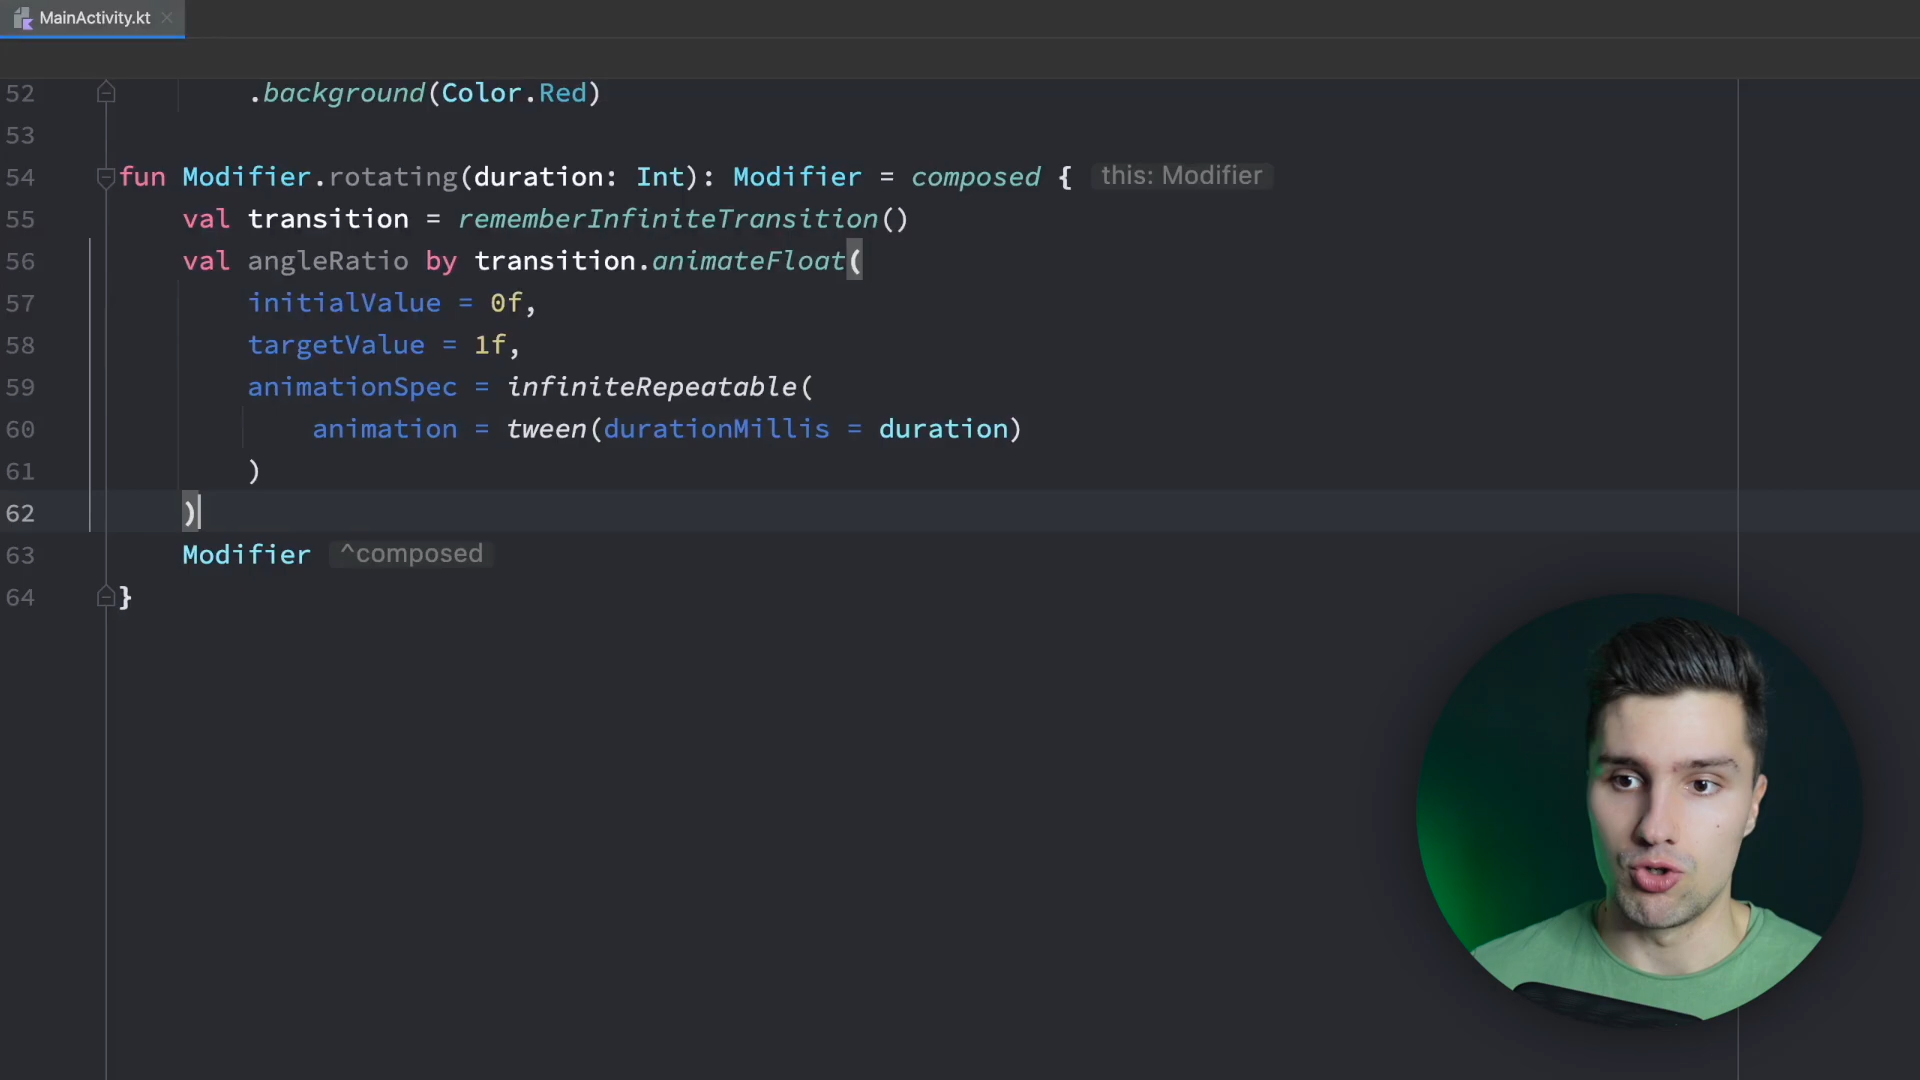 MainActivity.kt
52 .background(Color.Red)
53
54 fun Modifier.rotating(duration: Int): Modifier = composed { this: Modifier
55 val transition = rememberInfiniteTransition()
56 val angleRatio by transition.animateFloat(
57 initialValue = 0f,
58 targetValue = 1f,
59 animationSpec = infiniteRepeatable(
60 animation = tween(durationMillis = duration)
61 )
62 )
63 Modifier ^composed
64 }